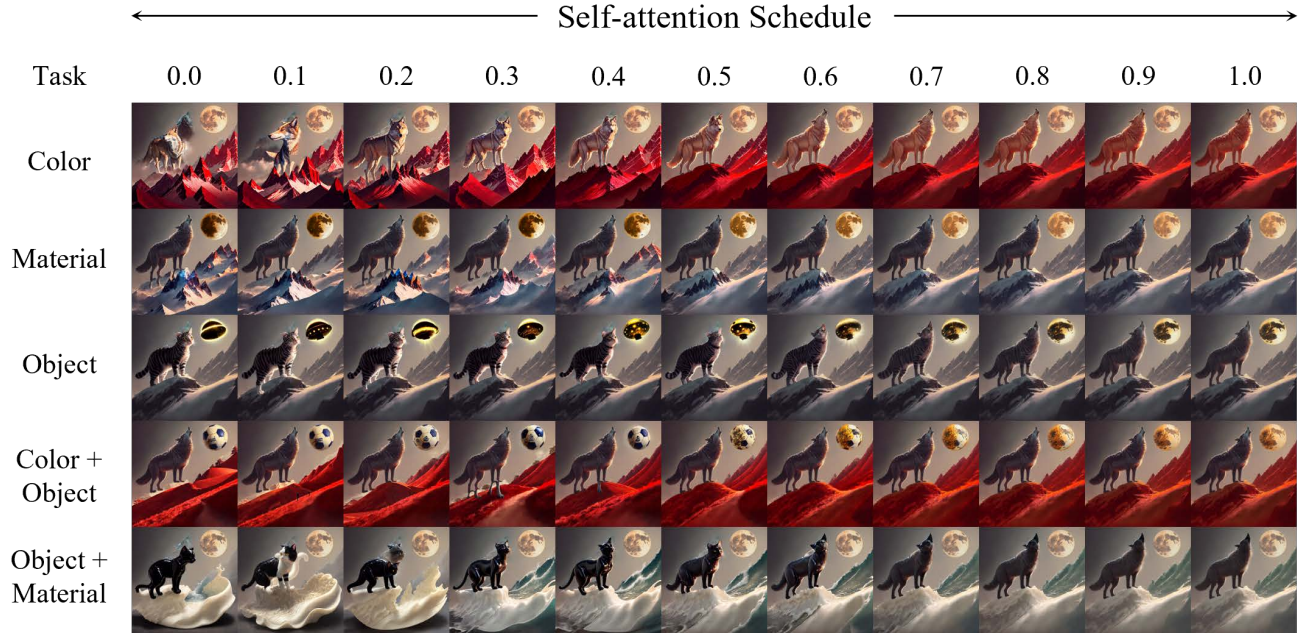 Self-attention Schedule
Task 0.0 0.1 0.2 0.3 0.4 0.5 0.6 0.7 0.8 0.9 1.0
Color
Material
Object
Color +
Object
Object +
Material